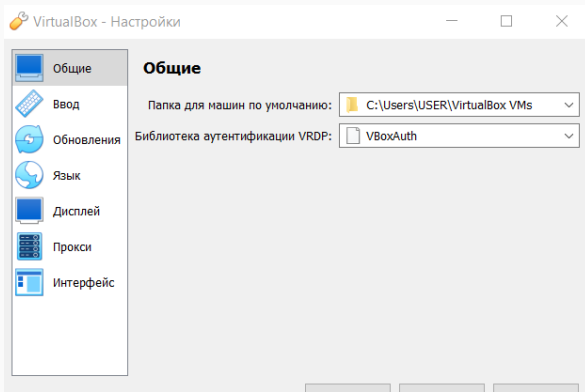 VirtualBox - Настройки
Общие
Общие
Папка для машин по умолчанию: C:\Users\USER\VirtualBox VMs
Библиотека аутентификации VRDP: VBoxAuth
Ввод
Обновления
Язык
Дисплей
Прокси
Интерфейс